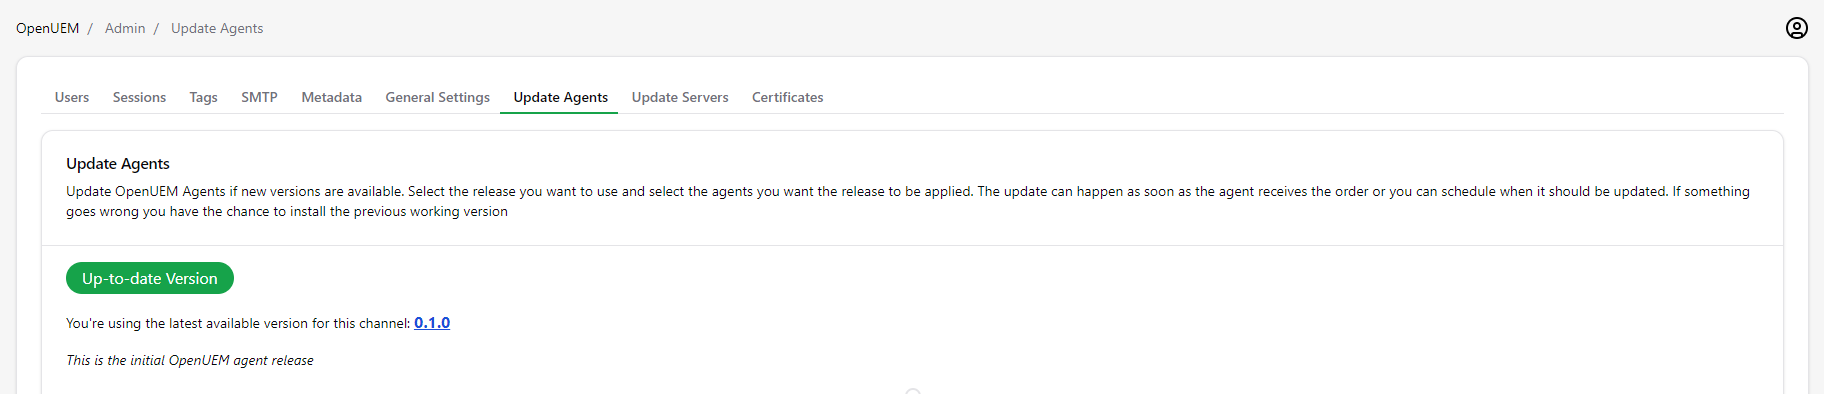 OpenUEM / Admin / Update Agents
Users Sessions Tags SMTP Metadata General Settings Update Agents Update Servers Certificates
Update Agents
Update OpenUEM Agents if new versions are available. Select the release you want to use and select the agents you want the release to be applied. The update can happen as soon as the agent receives the order or you can schedule when it should be updated. If something
goes wrong you have the chance to install the previous working version
Up-to-date Version
You're using the latest available version for this channel: 0.1.0
This is the initial OpenUEM agent release